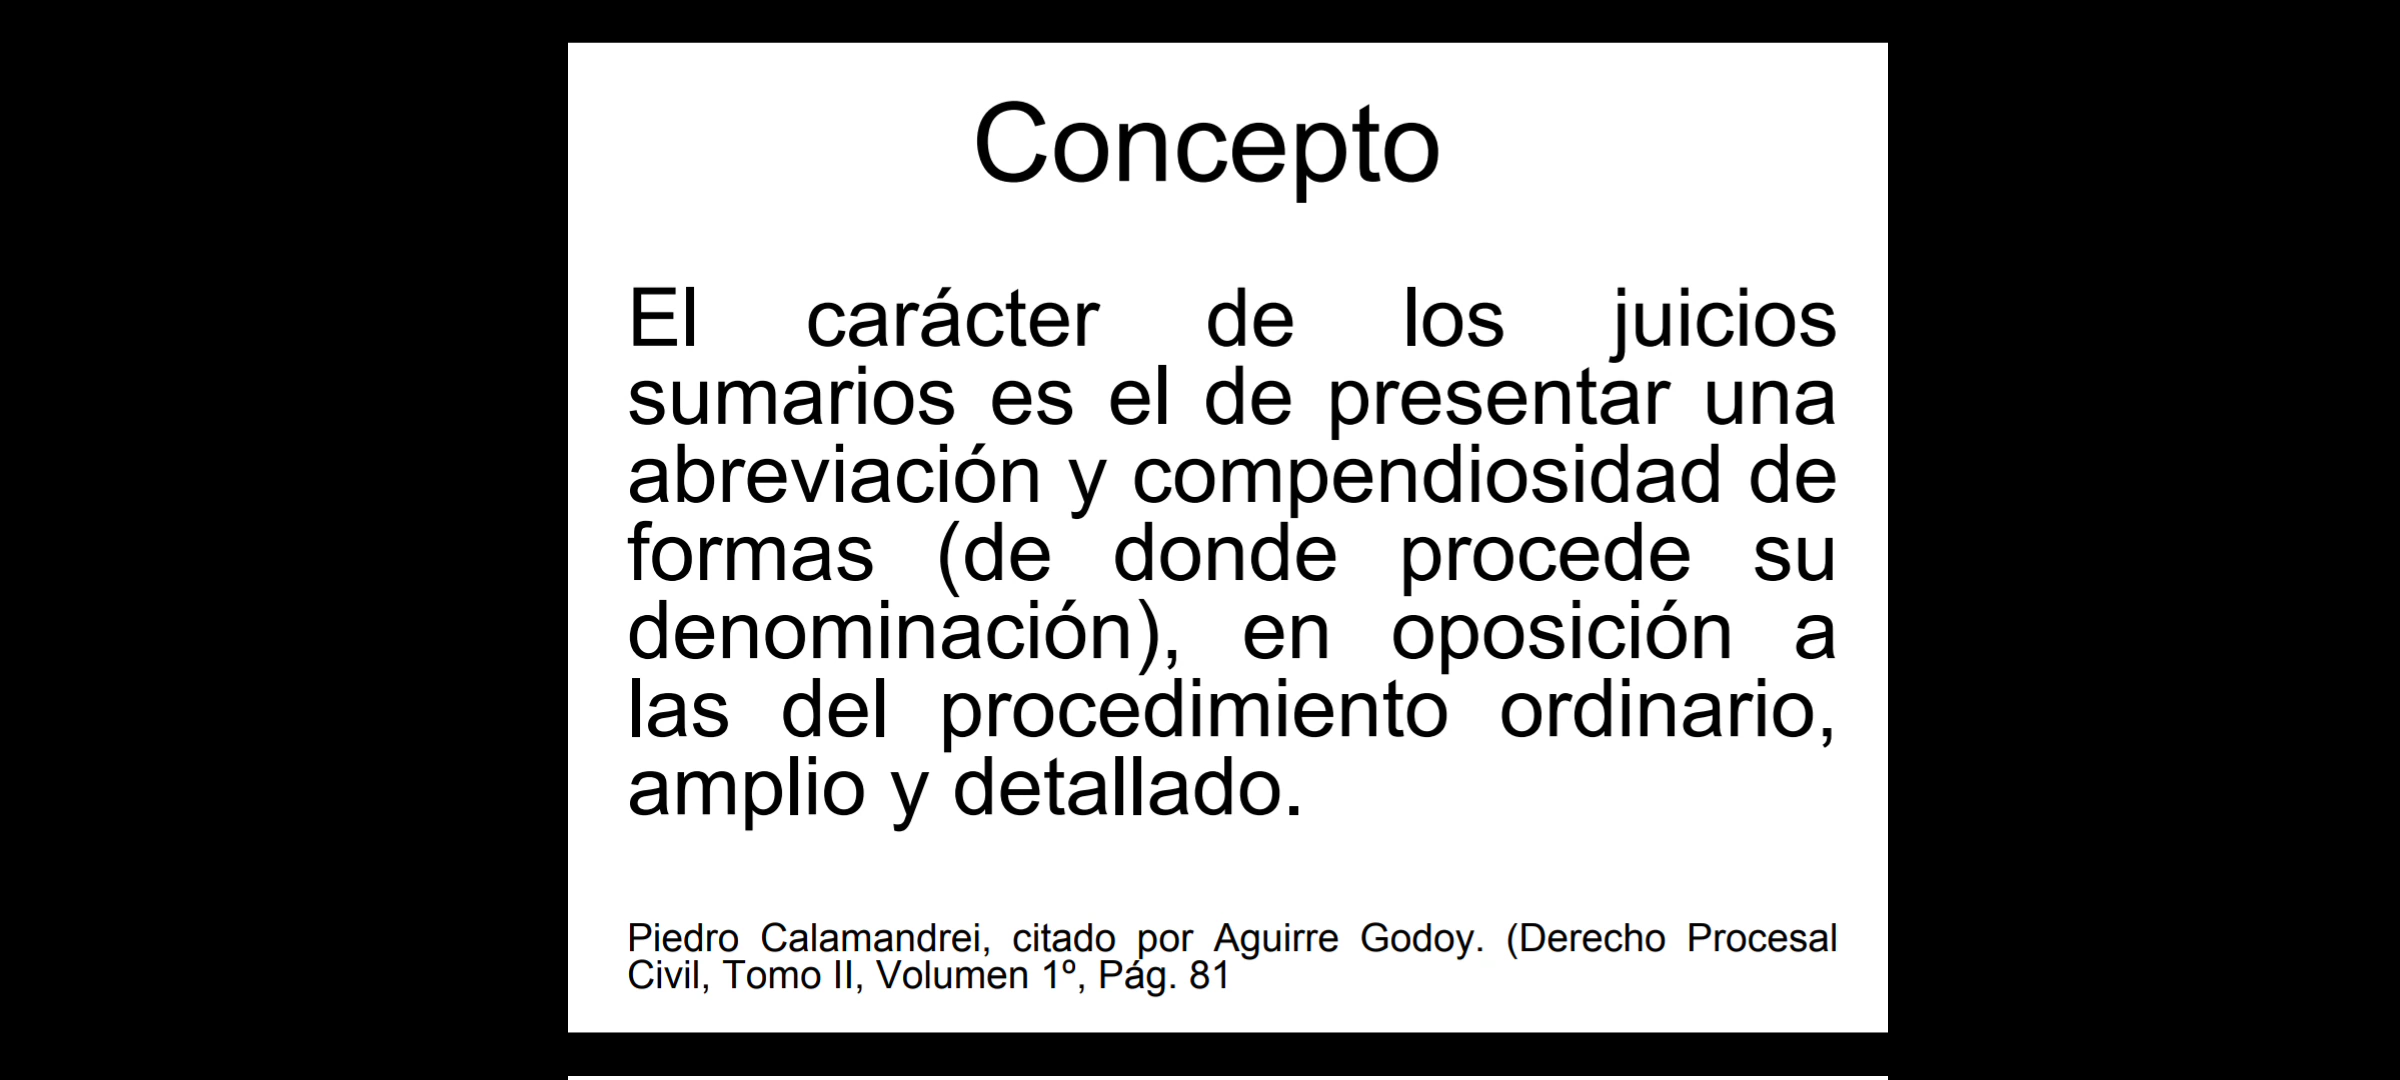 Concepto
El carácter de los juicios
sumarios es el de presentar una
abreviación y compendiosidad de
formas (de donde procede su
denominación), en oposición a
las del procedimiento ordinario,
amplio y detallado.
Piedro Calamandrei, citado por Aguirre Godoy. (Derecho Procesal
Civil, Tomo II, Volumen 1º, Pág. 81